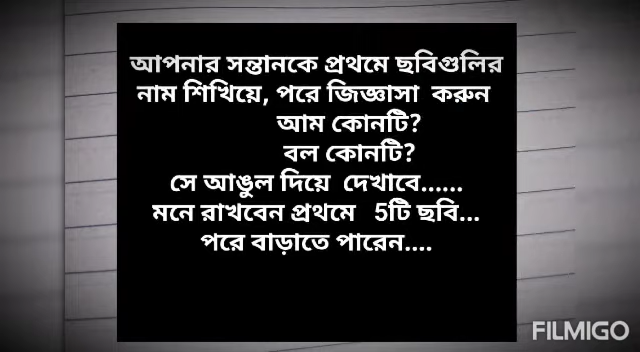 আপনার সন্তানকে প্রথমে ছবিগুলির
নাম শিখিয়ে, পরে জিজ্ঞাসা করুন
আম কোনটি?
বল কোনটি?
সে আঙুল দিয়ে দেখাবে......
মনে রাখবেন প্রথমে 5টি ছবি...
পরে বাড়াতে পারেন....
FILMIGO